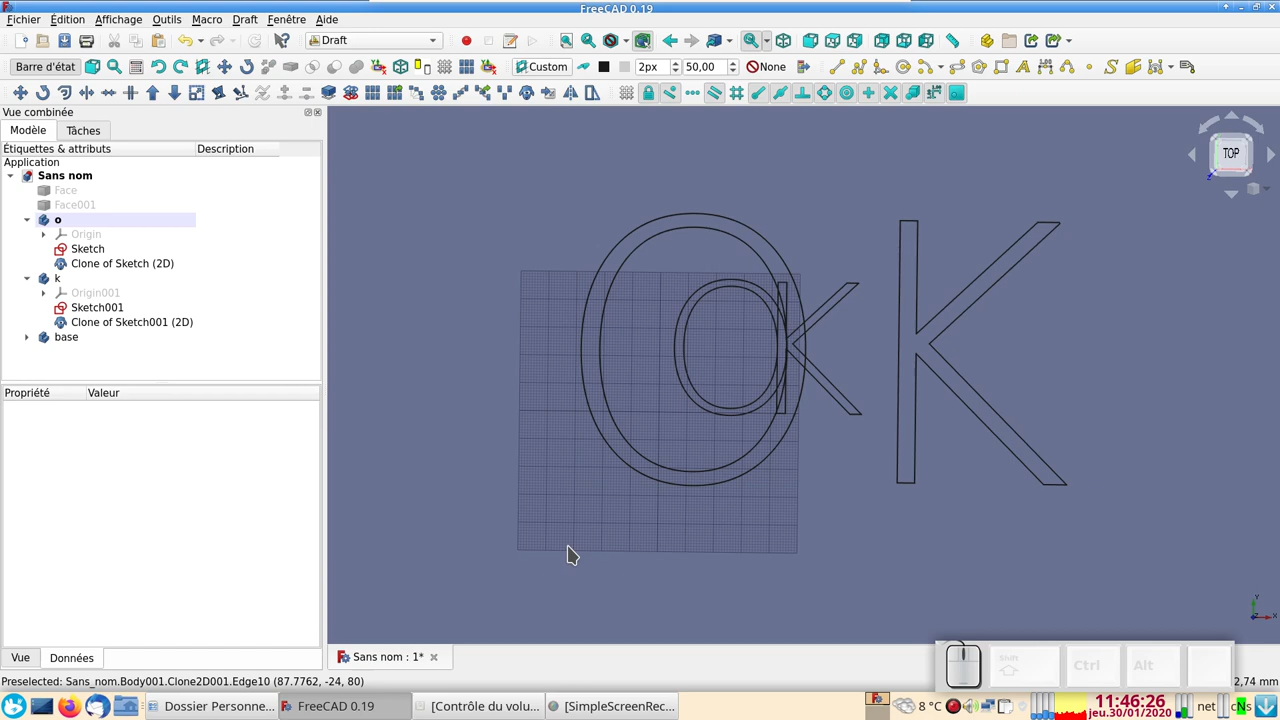 FreeCAD 0.19
Fichier Édition Affichage Outils Macro Draft Fenêtre Aide
Draft
Barre d'état Custom 2px 50,00 None
Vue combinée
Modèle Tâches
Étiquettes & attributs Description
Application
Sans nom
Face
Face001
o
Origin
Sketch
Clone of Sketch (2D)
k
Origin001
Sketch001
Clone of Sketch001 (2D)
base
Propriété Valeur
TOP
OK
OK
Y
X
Vue Données
Sans nom : 1*
Shift Ctrl Alt
Preselected: Sans_nom.Body001.Clone2D001.Edge10 (87.7762, -24, 80)
2,74 mm
Dossier Personne... FreeCAD 0.19 [Contrôle du volu... [SimpleScreenRec... 8 °C net
11:46:26
jeu.30/01/2020